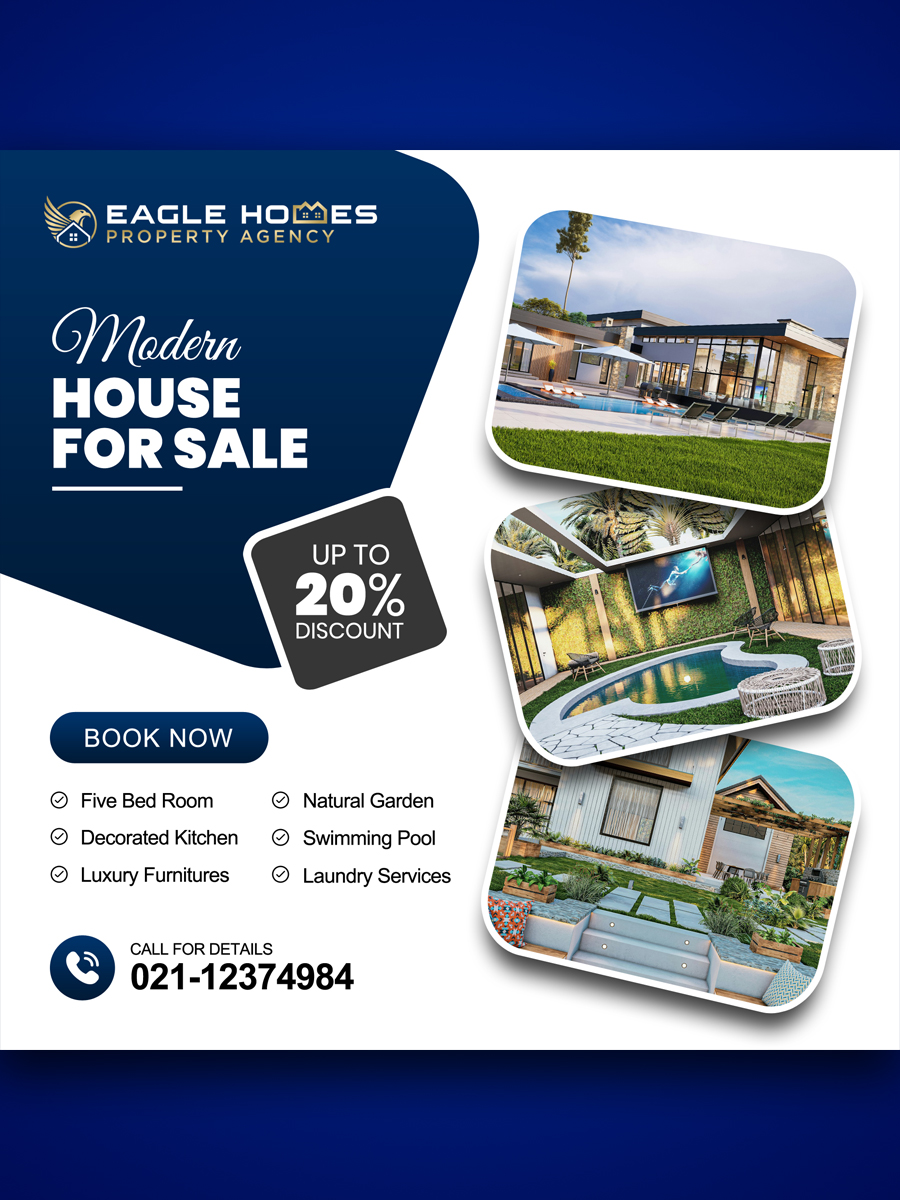 EAGLE HOMES
PROPERTY AGENCY
Modern
HOUSE
FOR SALE
UP TO
20%
DISCOUNT
BOOK NOW
Five Bed Room
Decorated Kitchen
Luxury Furnitures
Natural Garden
Swimming Pool
Laundry Services
CALL FOR DETAILS
021-12374984